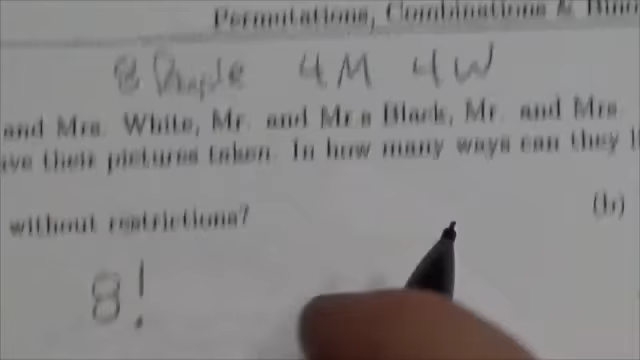 Permutations, Combinations &
8 People 4M 4W
and Mrs. White, Mr. and Mr.s Black, Mr. and Mrs.
their pictures taken. In how many ways can they
without restrictions?
(b)
8!